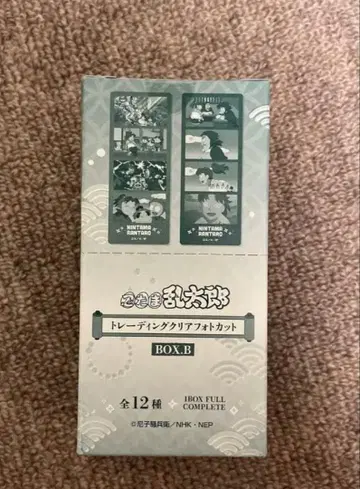 NINTAMA
RANTARO
NINTAMA
RANTARO
忍たま乱太郎
トレーディングクリアフォトカット
BOX.B
全12種
1BOX FULL
COMPLETE
©尼子騒兵衛/NHK・NEP